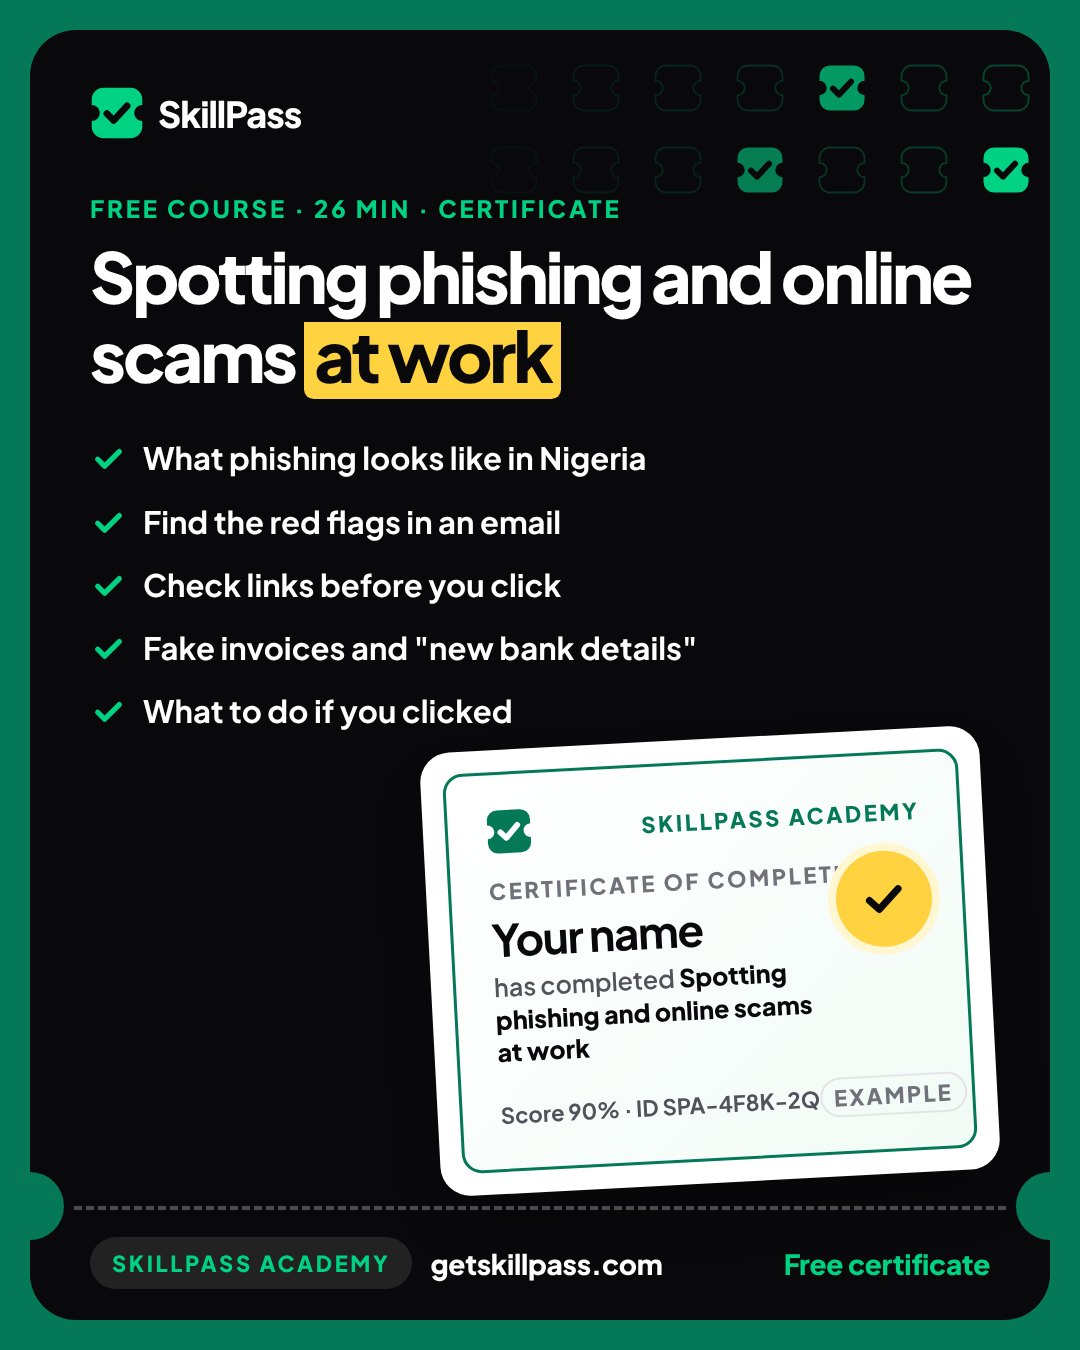 SkillPass
FREE COURSE · 26 MIN · CERTIFICATE
Spotting phishing and online
scams at work
What phishing looks like in Nigeria
Find the red flags in an email
Check links before you click
Fake invoices and "new bank details"
What to do if you clicked
SKILLPASS ACADEMY
CERTIFICATE OF COMPLET
Your name
has completed Spotting
phishing and online scams
at work
Score 90% · ID SPA-4F8K-2Q
EXAMPLE
SKILLPASS ACADEMY
getskillpass.com
Free certificate